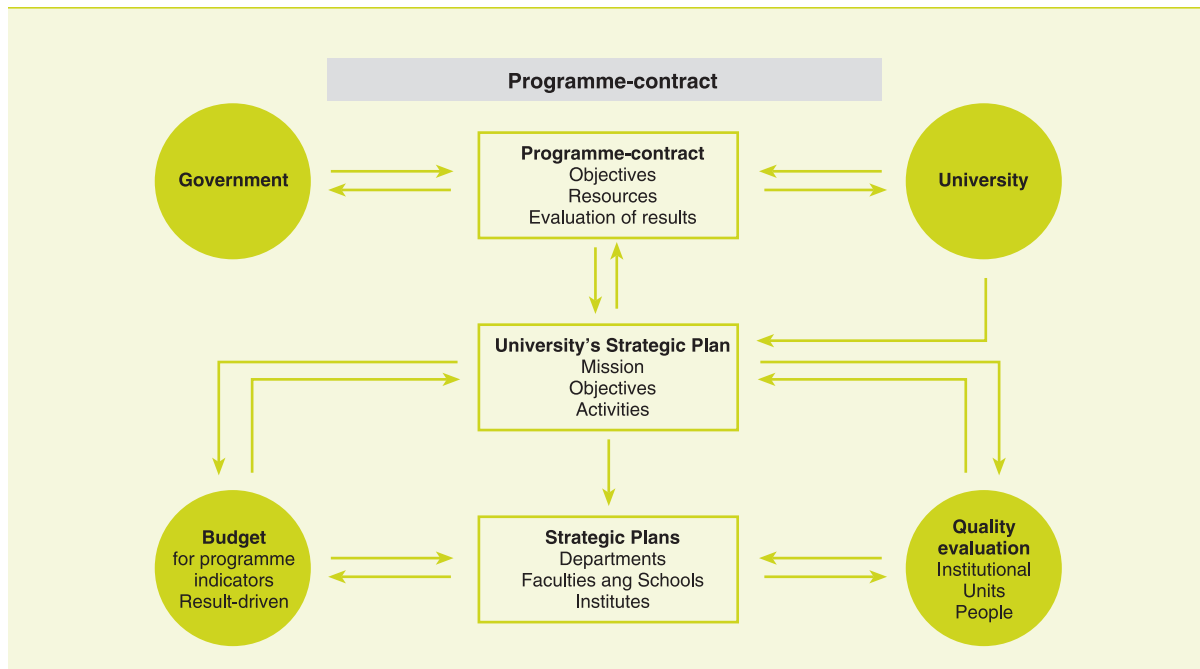 Programme-contract
Government
Programme-contract
Objectives
Resources
Evaluation of results
University
University's Strategic Plan
Mission
Objectives
Activities
Budget
for programme
indicators
Result-driven
Strategic Plans
Departments
Faculties ang Schools
Institutes
Quality
evaluation
Institutional
Units
People